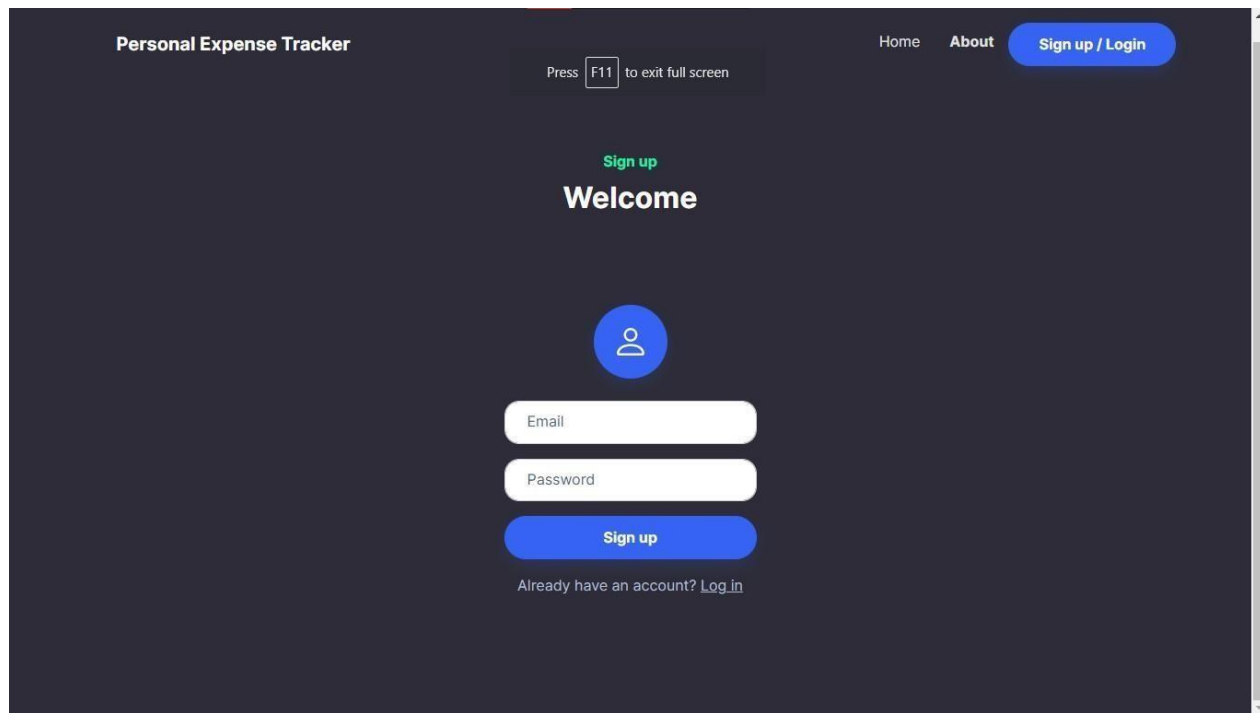 Personal Expense Tracker
Home About Sign up / Login
Press F11 to exit full screen
Sign up
Welcome
Email
Password
Sign up
Already have an account? Log in